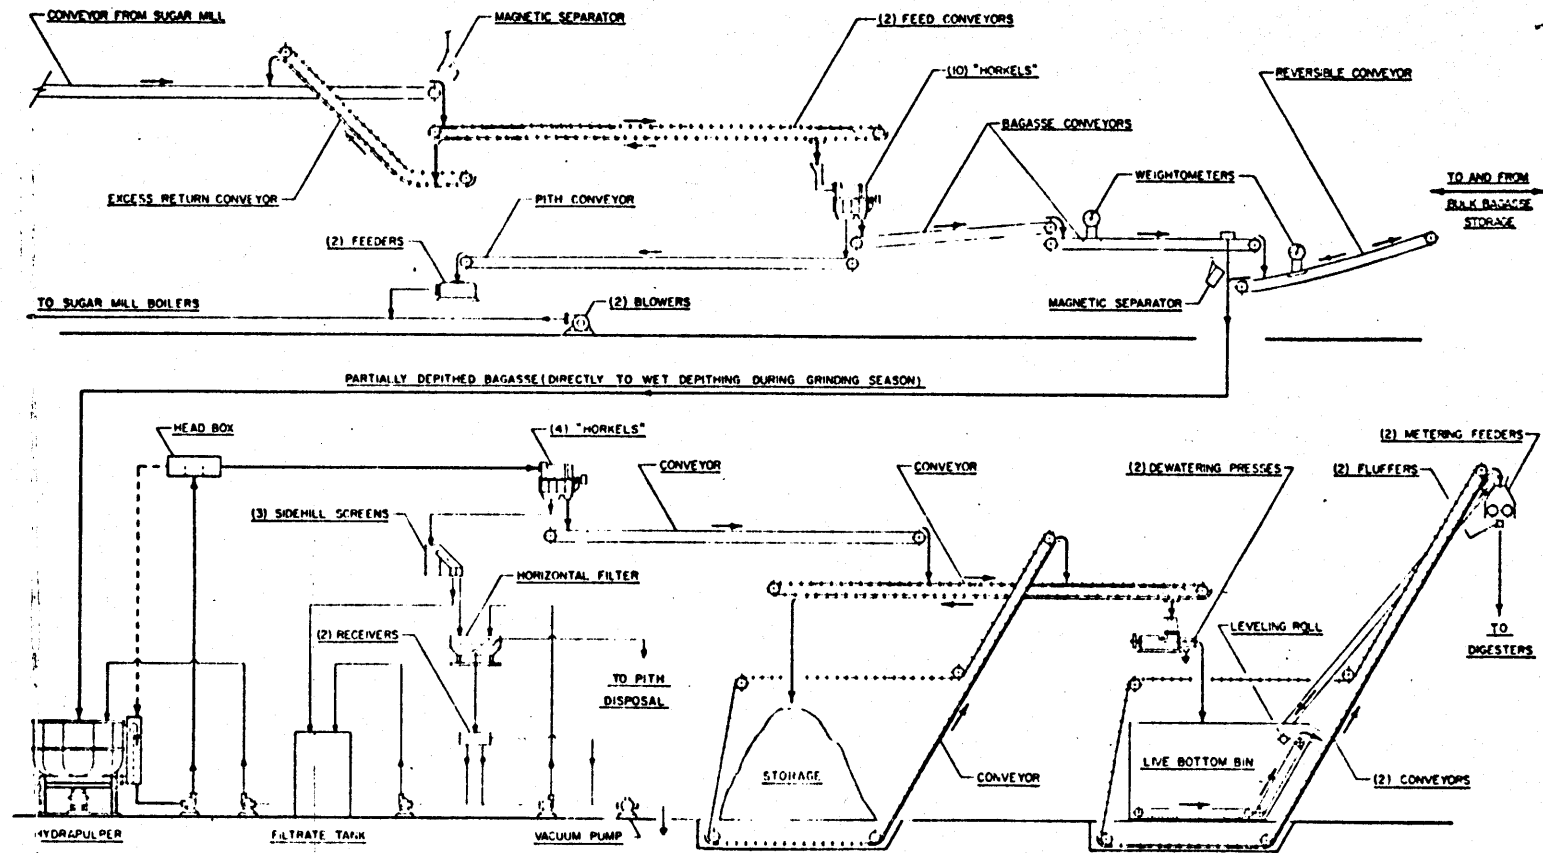 CONVEYOR FROM SUGAR MILL
MAGNETIC SEPARATOR
(2) FEED CONVEYORS
(10) "HORKELS"
REVERSIBLE CONVEYOR
BAGASSE CONVEYORS
WEIGHTOMETERS
TO AND FROM
BULK BAGASSE
STORAGE
EXCESS RETURN CONVEYOR
PITH CONVEYOR
(2) FEEDERS
TO SUGAR MILL BOILERS
(2) BLOWERS
MAGNETIC SEPARATOR
PARTIALLY DEPITHED BAGASSE (DIRECTLY TO WET DEPITHING DURING GRINDING SEASON)
HEAD BOX
(4) "HORKELS"
CONVEYOR
CONVEYOR
(2) DEWATERING PRESSES
(2) METERING FEEDERS
(2) FLUFFERS
(3) SIDEHILL SCREENS
HORIZONTAL FILTER
(2) RECEIVERS
LEVELING ROLL
TO
DIGESTERS
TO PITH
DISPOSAL
STORAGE
CONVEYOR
LIVE BOTTOM BIN
(2) CONVEYORS
HYDRAPULPER
FILTRATE TANK
VACUUM PUMP